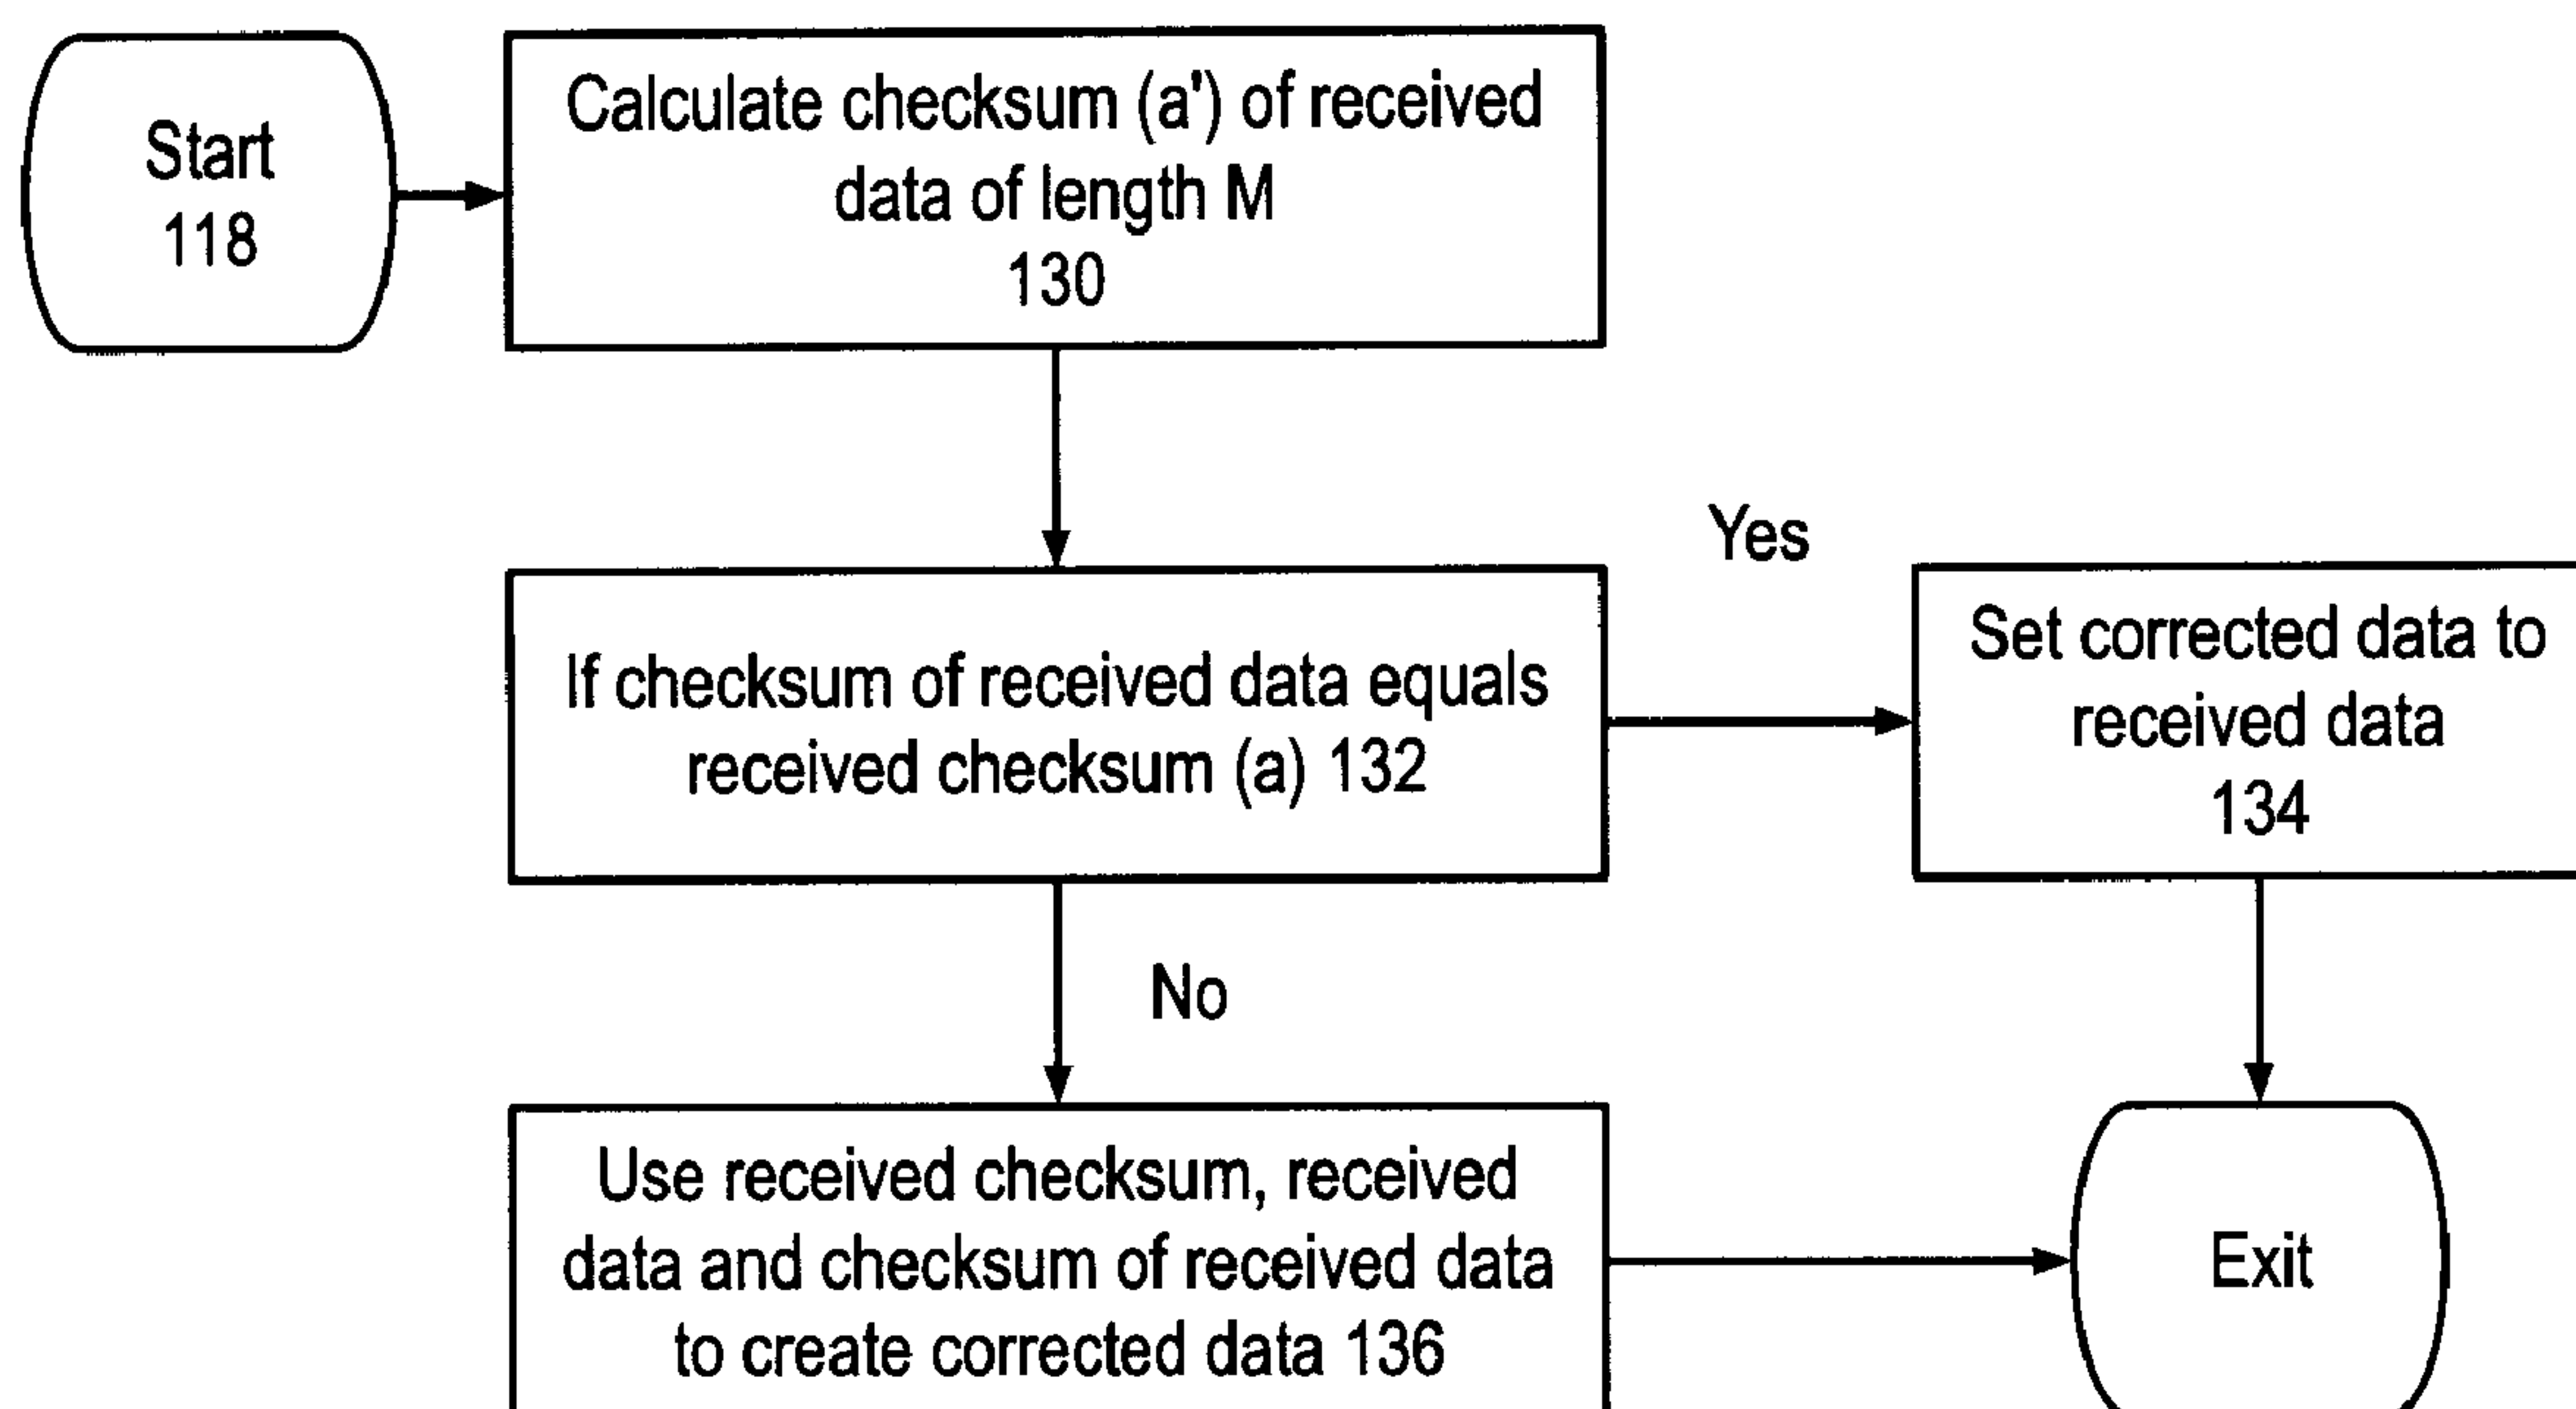 Start
118
Calculate checksum (a') of received
data of length M
130
Yes
If checksum of received data equals
received checksum (a) 132
Set corrected data to
received data
134
No
Use received checksum, received
data and checksum of received data
to create corrected data 136
Exit